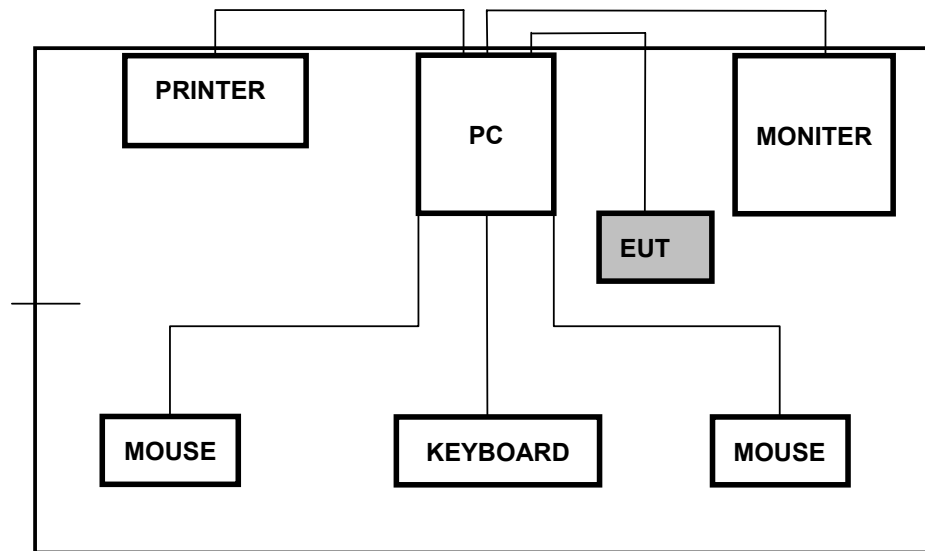 PRINTER
PC
MONITER
EUT
MOUSE
KEYBOARD
MOUSE